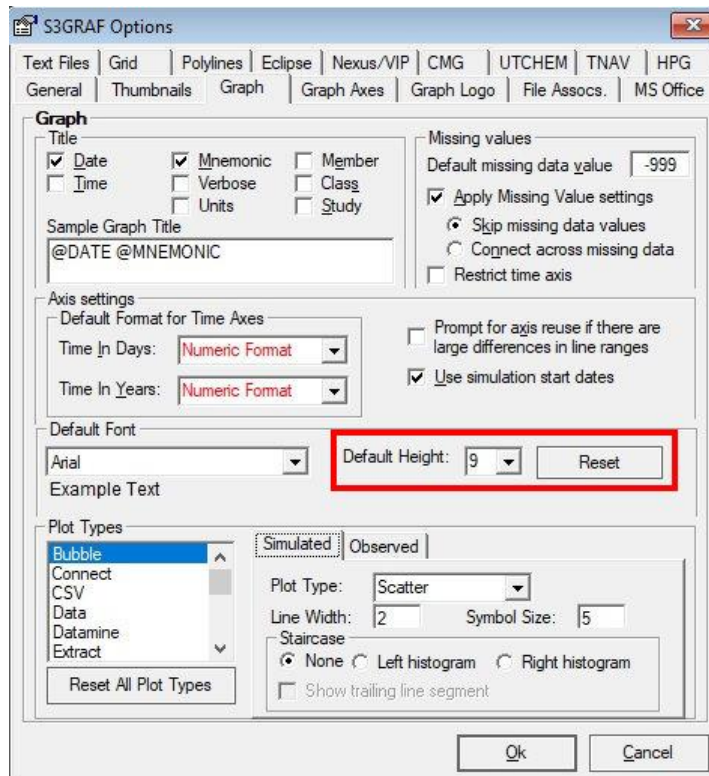 S3GRAF Options
Text Files Grid Polylines Eclipse Nexus/VIP CMG UTCHEM TNAV HPG
General Thumbnails Graph Graph Axes Graph Logo File Assocs. MS Office
Graph
Title
Date Mnemonic Member
Time Verbose Class
Units Study
Sample Graph Title
@DATE @MNEMONIC
Missing values
Default missing data value -999
Apply Missing Value settings
Skip missing data values
Connect across missing data
Restrict time axis
Axis settings
Default Format for Time Axes
Time In Days: Numeric Format
Time In Years: Numeric Format
Prompt for axis reuse if there are
large differences in line ranges
Use simulation start dates
Default Font
Arial
Example Text
Default Height: 9 Reset
Plot Types
Bubble
Connect
CSV
Data
Datamine
Extract
Reset All Plot Types
Simulated Observed
Plot Type: Scatter
Line Width: 2 Symbol Size: 5
Staircase
None Left histogram Right histogram
Show trailing line segment
Ok Cancel